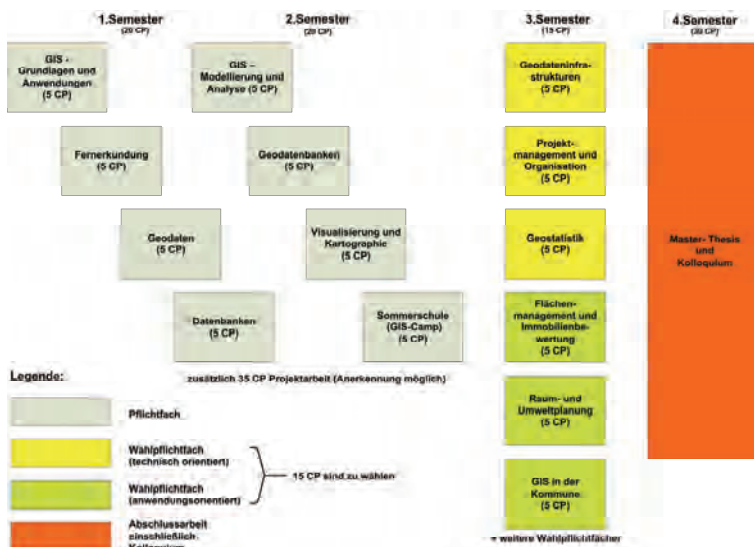 1.Semester
(20 CP)
2.Semester
(20 CP)
3.Semester
(15 CP)
4.Semester
(30 CP)
GIS -
Grundlagen und
Anwendungen
(5 CP)
GIS –
Modellierung und
Analyse (5 CP)
Geodateninfra-
strukturen
(5 CP)
Fernerkundung
(5 CP)
Geodatenbanken
(5 CP)
Projekt-
management und
Organisation
(5 CP)
Geodaten
(5 CP)
Visualisierung und
Kartographie
(5 CP)
Geostatistik
(5 CP)
Master- Thesis
und
Kolloquium
Datenbanken
(5 CP)
Sommerschule
(GIS-Camp)
(5 CP)
Flächen-
management und
Immobilienbe-
wertung
(5 CP)
Raum- und
Umweltplanung
(5 CP)
GIS in der
Kommune
(5 CP)
+ weitere Wahlpflichtfächer
zusätzlich 35 CP Projektarbeit (Anerkennung möglich)
Legende:
Pflichtfach
Wahlpflichtfach
(technisch orientiert)
Wahlpflichtfach
(anwendungsorientiert)
15 CP sind zu wählen
Abschlussarbeit
einschließlich
Kolloquium